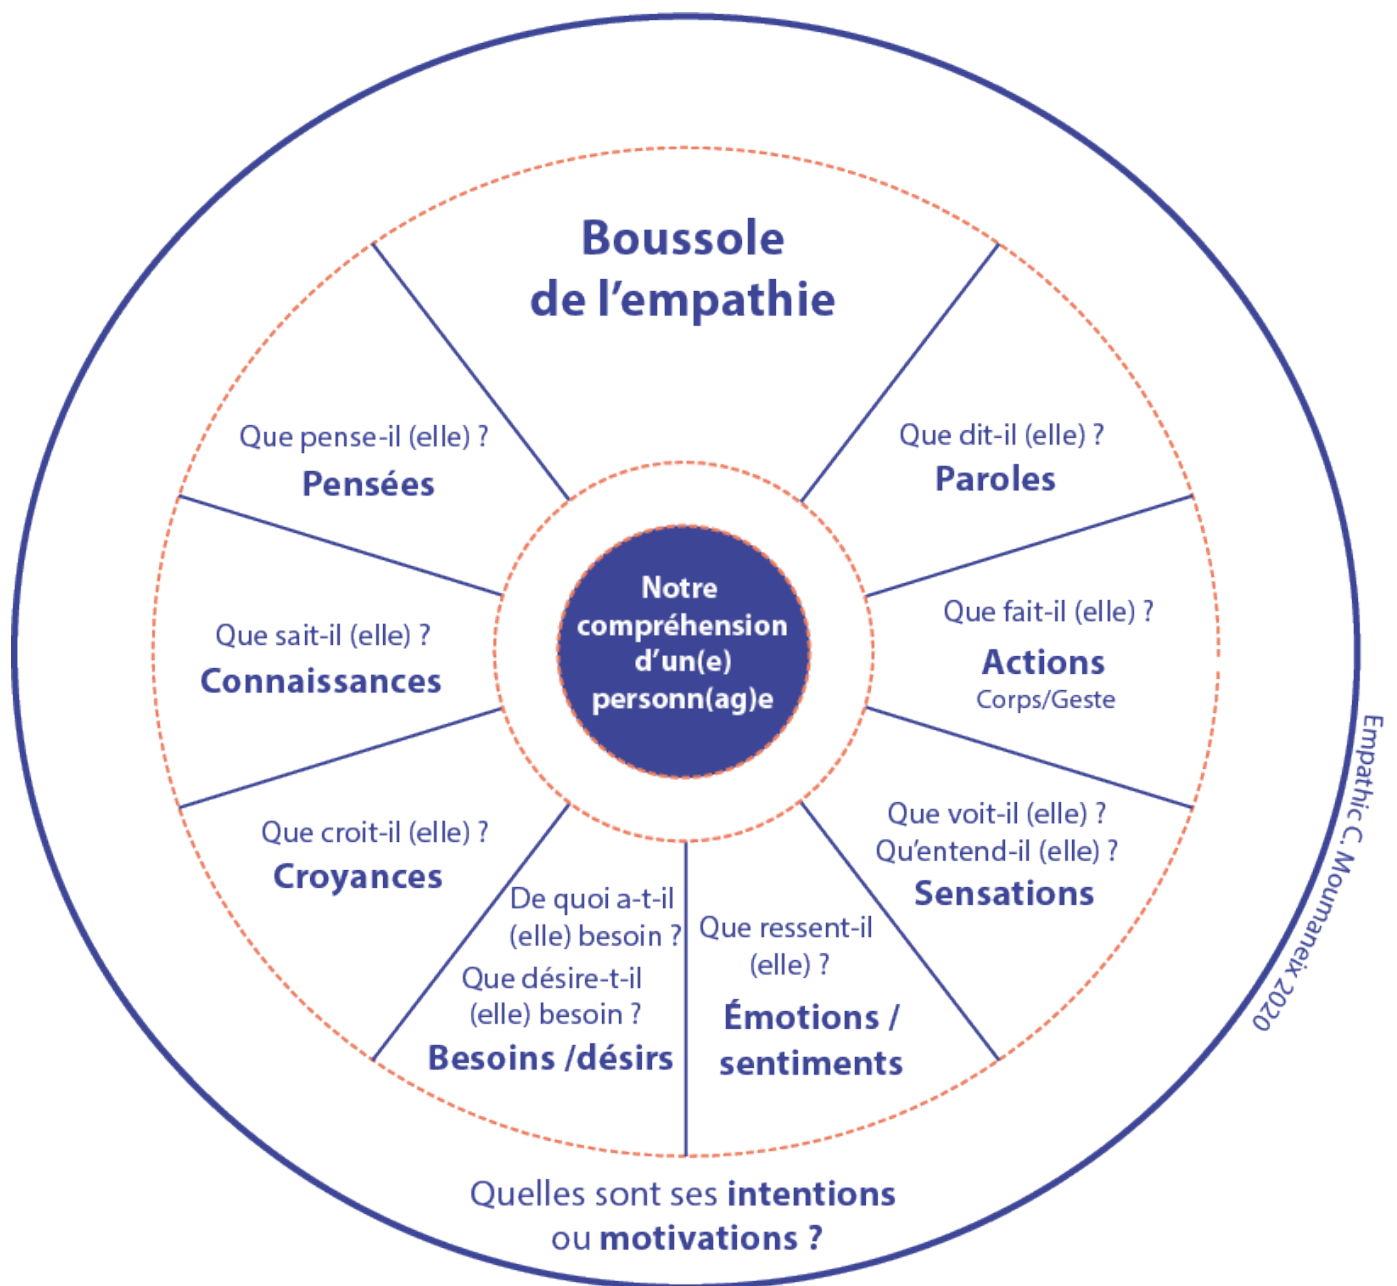 Boussole
de l'empathie
Que pense-il (elle) ?
Pensées
Que dit-il (elle) ?
Paroles
Notre
compréhension
d'un(e)
personn(ag)e
Que sait-il (elle) ?
Connaissances
Que fait-il (elle) ?
Actions
Corps/Geste
Que croit-il (elle) ?
Croyances
Que voit-il (elle) ?
Qu'entend-il (elle) ?
Sensations
De quoi a-t-il
(elle) besoin ?
Que désire-t-il
(elle) besoin ?
Besoins /désirs
Que ressent-il
(elle) ?
Émotions /
sentiments
Quelles sont ses intentions
ou motivations ?
Empathic C. Moumaneix 2020